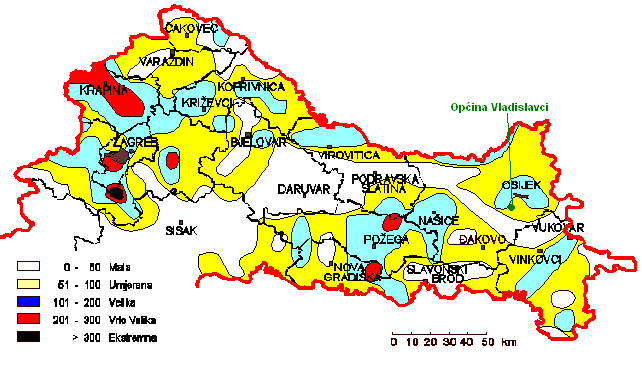 ČAKOVEC
VARAŽDIN
KRAPINA
KOPRIVNICA
KRIŽEVCI
Općina Vladislavci
ZAGREB
BJELOVAR
VIROVITICA
PODRAVSKA
SLATINA
DARUVAR
OSIJEK
NAŠICE
SISAK
POŽEGA
ĐAKOVO
VUKOVAR
VINKOVCI
NOVA
GRADIŠKA
SLAVONSKI
BROD
0 - 50 Mala
51 - 100 Umjerena
101 - 200 Velika
201 - 300 Vrlo Velika
> 300 Ekstremna
0 10 20 30 40 50 km